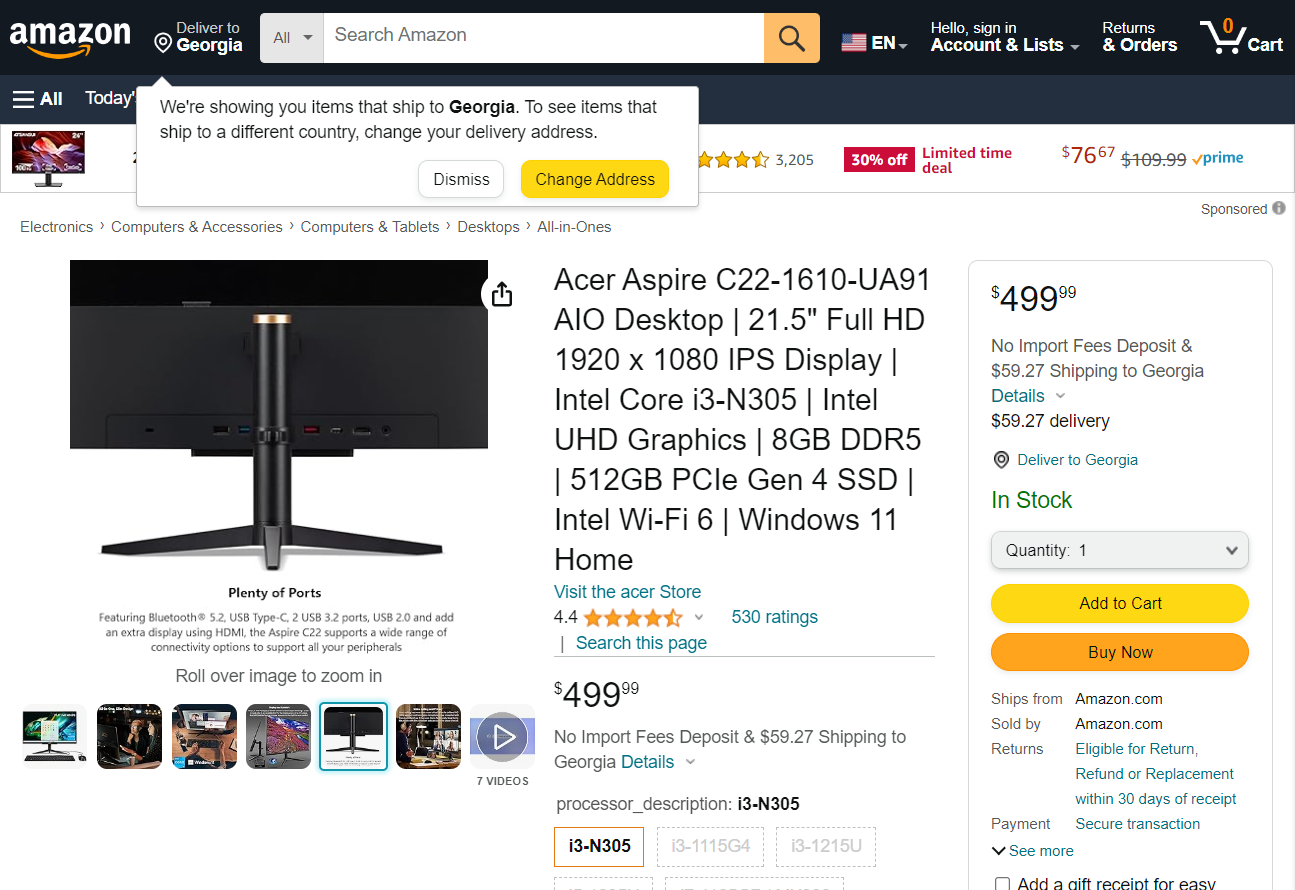 amazon
Deliver to
Georgia
All
Search Amazon
EN
Hello, sign in
Account & Lists
Returns
& Orders
0
Cart
All
Today'
We're showing you items that ship to Georgia. To see items that
ship to a different country, change your delivery address.
Dismiss
Change Address
3,205
30% off
Limited time
deal
$76 67
$109.99
prime
Sponsored
Electronics › Computers & Accessories › Computers & Tablets › Desktops › All-in-Ones
Acer Aspire C22-1610-UA91
AIO Desktop | 21.5" Full HD
1920 x 1080 IPS Display |
Intel Core i3-N305 | Intel
UHD Graphics | 8GB DDR5
| 512GB PCIe Gen 4 SSD |
Intel Wi-Fi 6 | Windows 11
Home
Visit the acer Store
4.4
530 ratings
| Search this page
$499 99
No Import Fees Deposit & $59.27 Shipping to
Georgia Details
processor_description: i3-N305
i3-N305
i3-1115G4
i3-1215U
Plenty of Ports
Featuring Bluetooth® 5.2, USB Type-C, 2 USB 3.2 ports, USB 2.0 and add
an extra display using HDMI, the Aspire C22 supports a wide range of
connectivity options to support all your peripherals
Roll over image to zoom in
7 VIDEOS
$499 99
No Import Fees Deposit &
$59.27 Shipping to Georgia
Details
$59.27 delivery
Deliver to Georgia
In Stock
Quantity: 1
Add to Cart
Buy Now
Ships from Amazon.com
Sold by Amazon.com
Returns Eligible for Return,
Refund or Replacement
within 30 days of receipt
Payment Secure transaction
See more
Add a gift receipt for easy